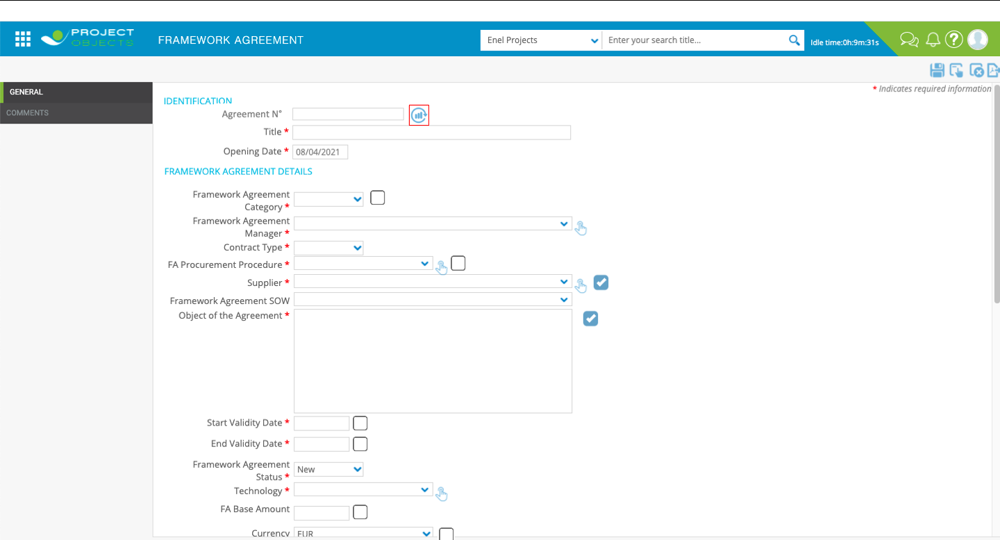 PROJECT
OBJECTS
FRAMEWORK AGREEMENT
Enel Projects
Enter your search title...
Idle time:0h:9m:31s
GENERAL
COMMENTS
* Indicates required information
IDENTIFICATION
Agreement N°
Title *
Opening Date * 08/04/2021
FRAMEWORK AGREEMENT DETAILS
Framework Agreement
Category *
Framework Agreement
Manager *
Contract Type *
FA Procurement Procedure *
Supplier *
Framework Agreement SOW
Object of the Agreement *
Start Validity Date *
End Validity Date *
Framework Agreement
Status * New
Technology *
FA Base Amount
Currency EUR